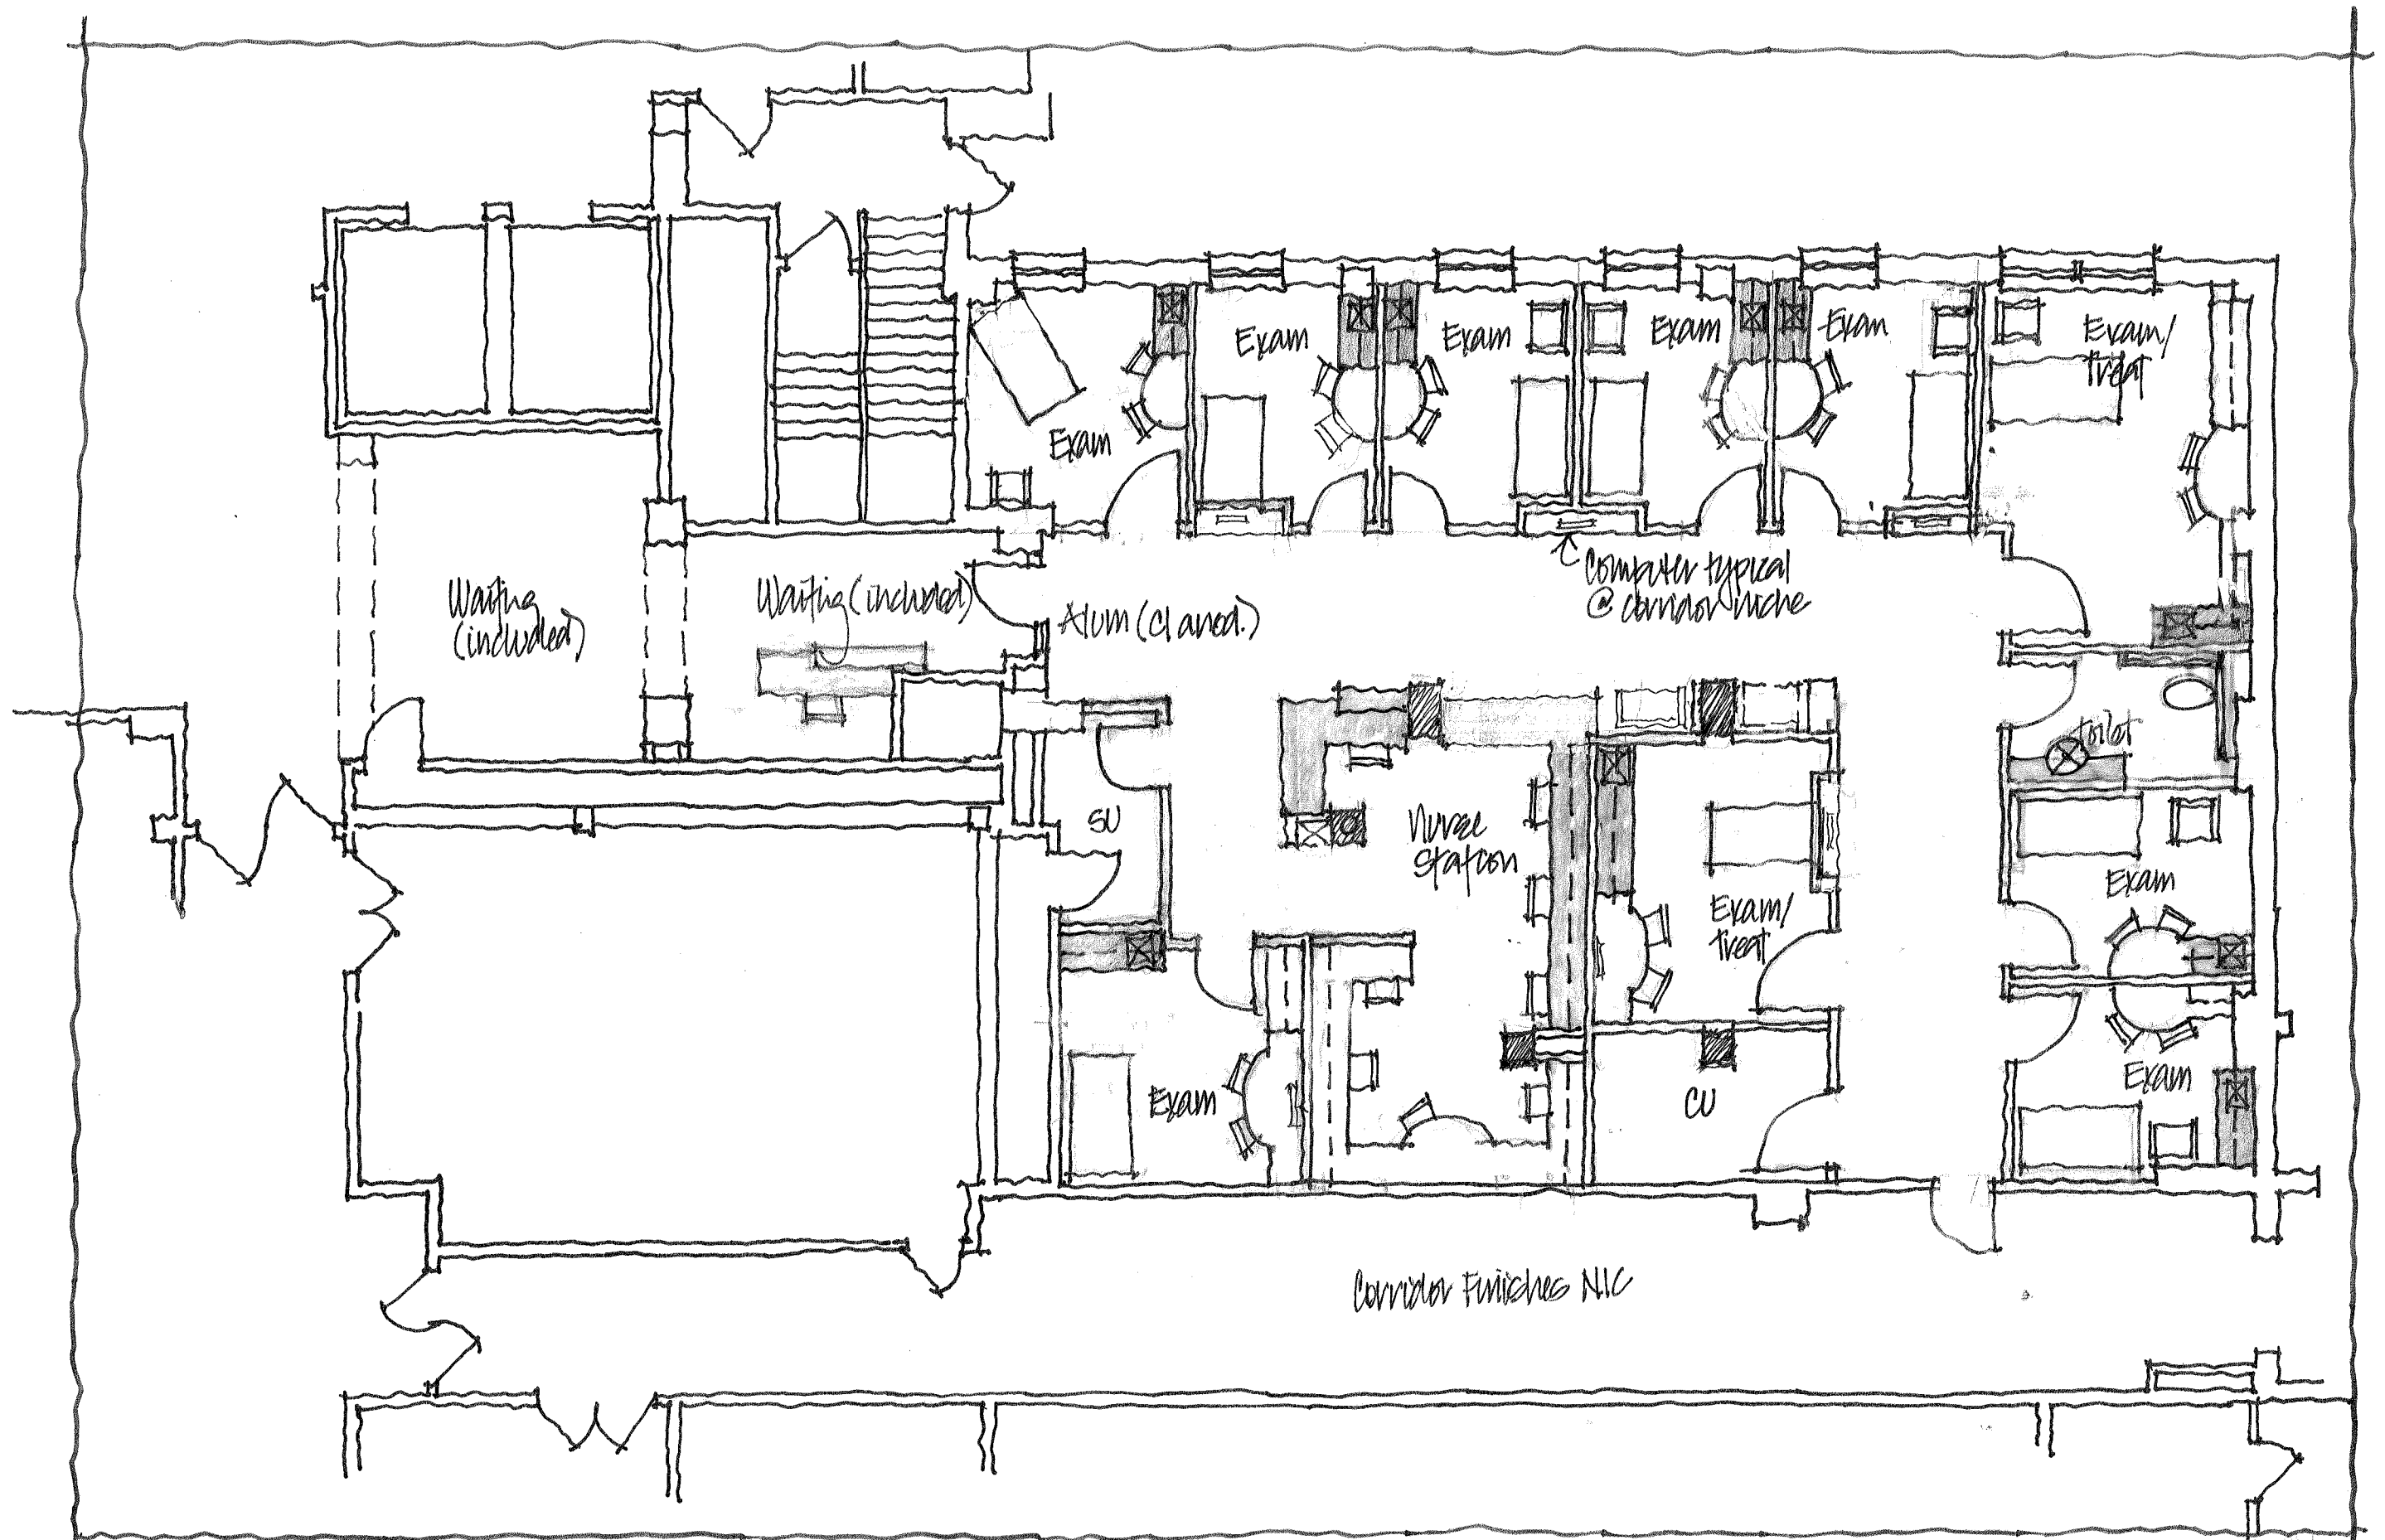 Exam
Exam
Exam
Exam
Exam
Exam/
Treat
Waiting
(included)
Waiting (included)
Alum (cl anod.)
Computer typical
@ corridor niche
toilet
SU
Nurse
Station
Exam/
treat
Exam
Exam
Exam
CU
Corridor Finishes NIC